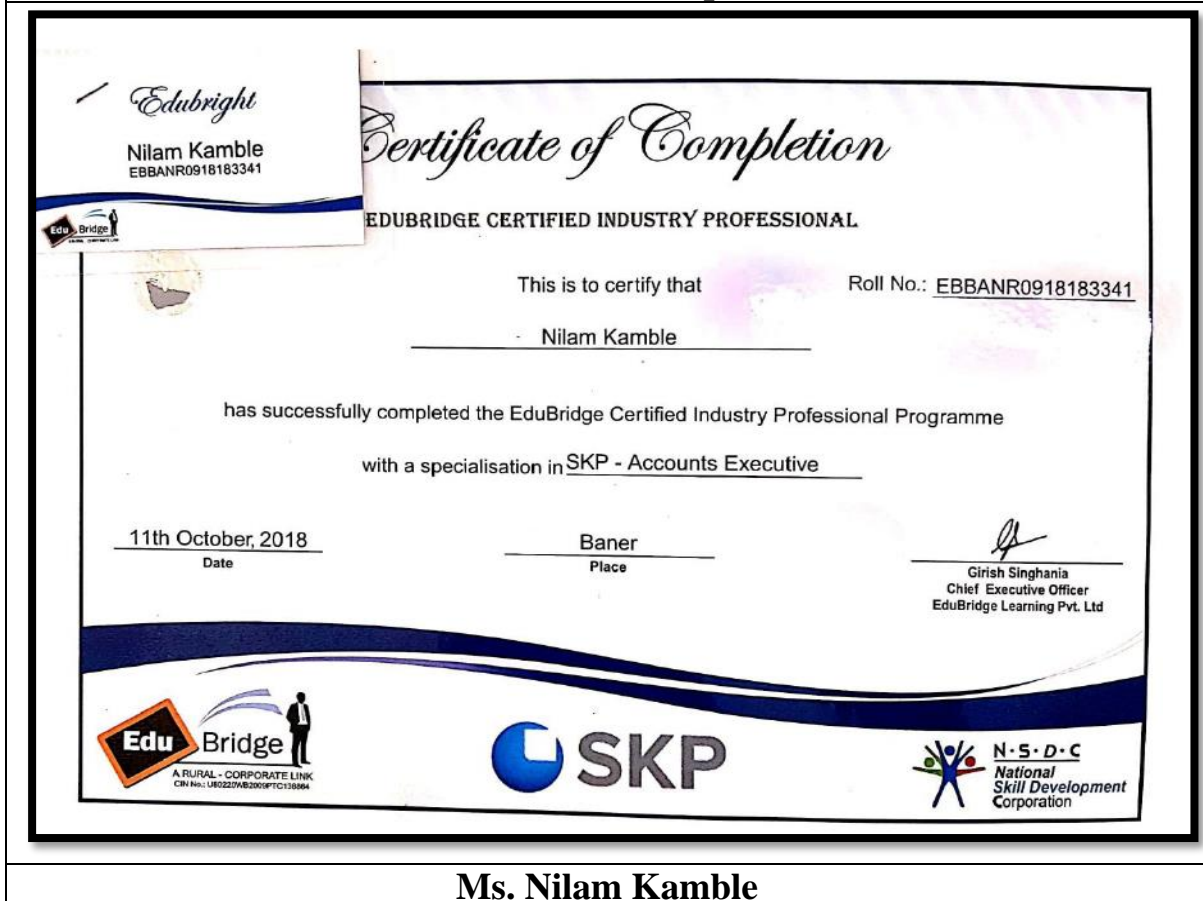 Edubright
Nilam Kamble
EBBANR0918183341
Edu Bridge
Certificate of Completion
EDUBRIDGE CERTIFIED INDUSTRY PROFESSIONAL
This is to certify that
Roll No.: EBBANR0918183341
Nilam Kamble
has successfully completed the EduBridge Certified Industry Professional Programme
with a specialisation in SKP - Accounts Executive
11th October, 2018
Date
Baner
Place
Girish Singhania
Chief Executive Officer
EduBridge Learning Pvt. Ltd
Edu Bridge
A RURAL - CORPORATE LINK
CIN No.:
SKP
N·S·D·C
National
Skill Development
Corporation
Ms. Nilam Kamble